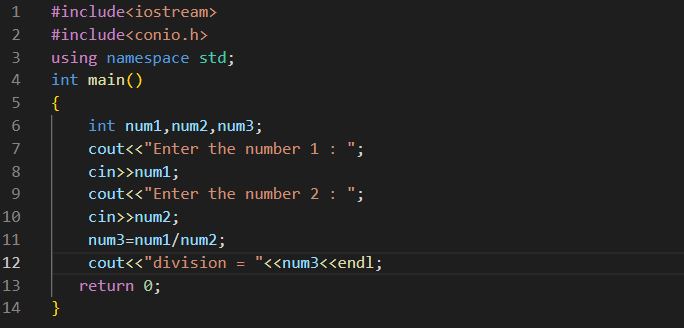 1 #include<iostream>
2 #include<conio.h>
3 using namespace std;
4 int main()
5 {
6     int num1,num2,num3;
7     cout<<"Enter the number 1 : ";
8     cin>>num1;
9     cout<<"Enter the number 2 : ";
10     cin>>num2;
11     num3=num1/num2;
12     cout<<"division = "<<num3<<endl;
13    return 0;
14 }